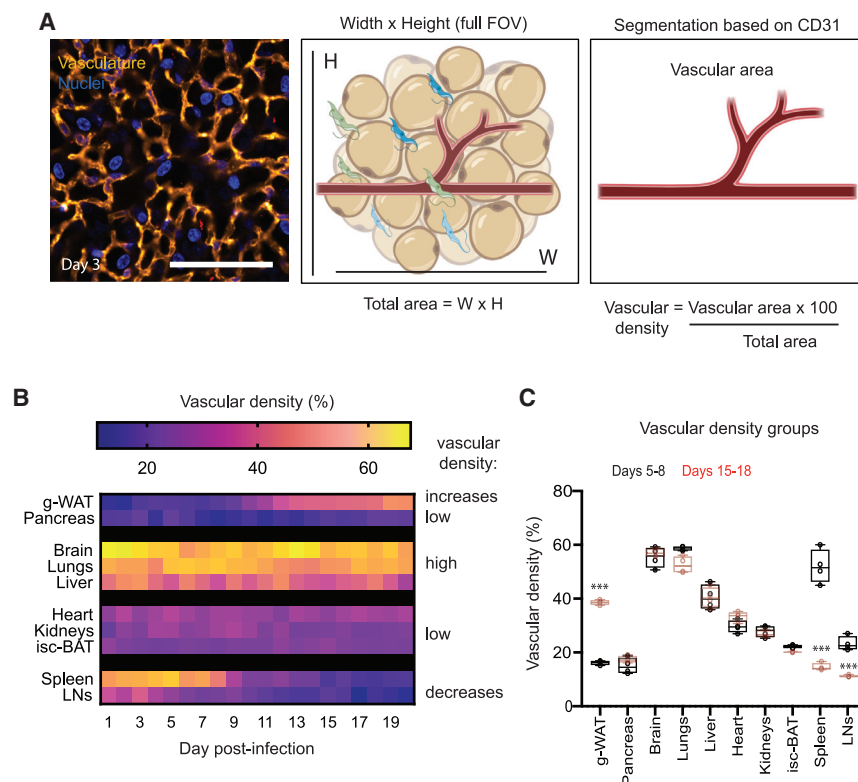 A
Width x Height (full FOV)
Segmentation based on CD31
Vasculature
Nuclei
Day 3
H
W
Vascular area
Total area = W x H
Vascular density = Vascular area x 100
Total area
B
Vascular density (%)
20 40 60
vascular density:
g-WAT increases
Pancreas low
Brain
Lungs high
Liver
Heart
Kidneys low
isc-BAT
Spleen
LNs decreases
1 3 5 7 9 11 13 15 17 19
Day post-infection
C
Vascular density groups
Days 5-8 Days 15-18
Vascular density (%)
80
60
40
20
0
***
***
***
g-WAT
Pancreas
Brain
Lungs
Liver
Heart
Kidneys
isc-BAT
Spleen
LNs